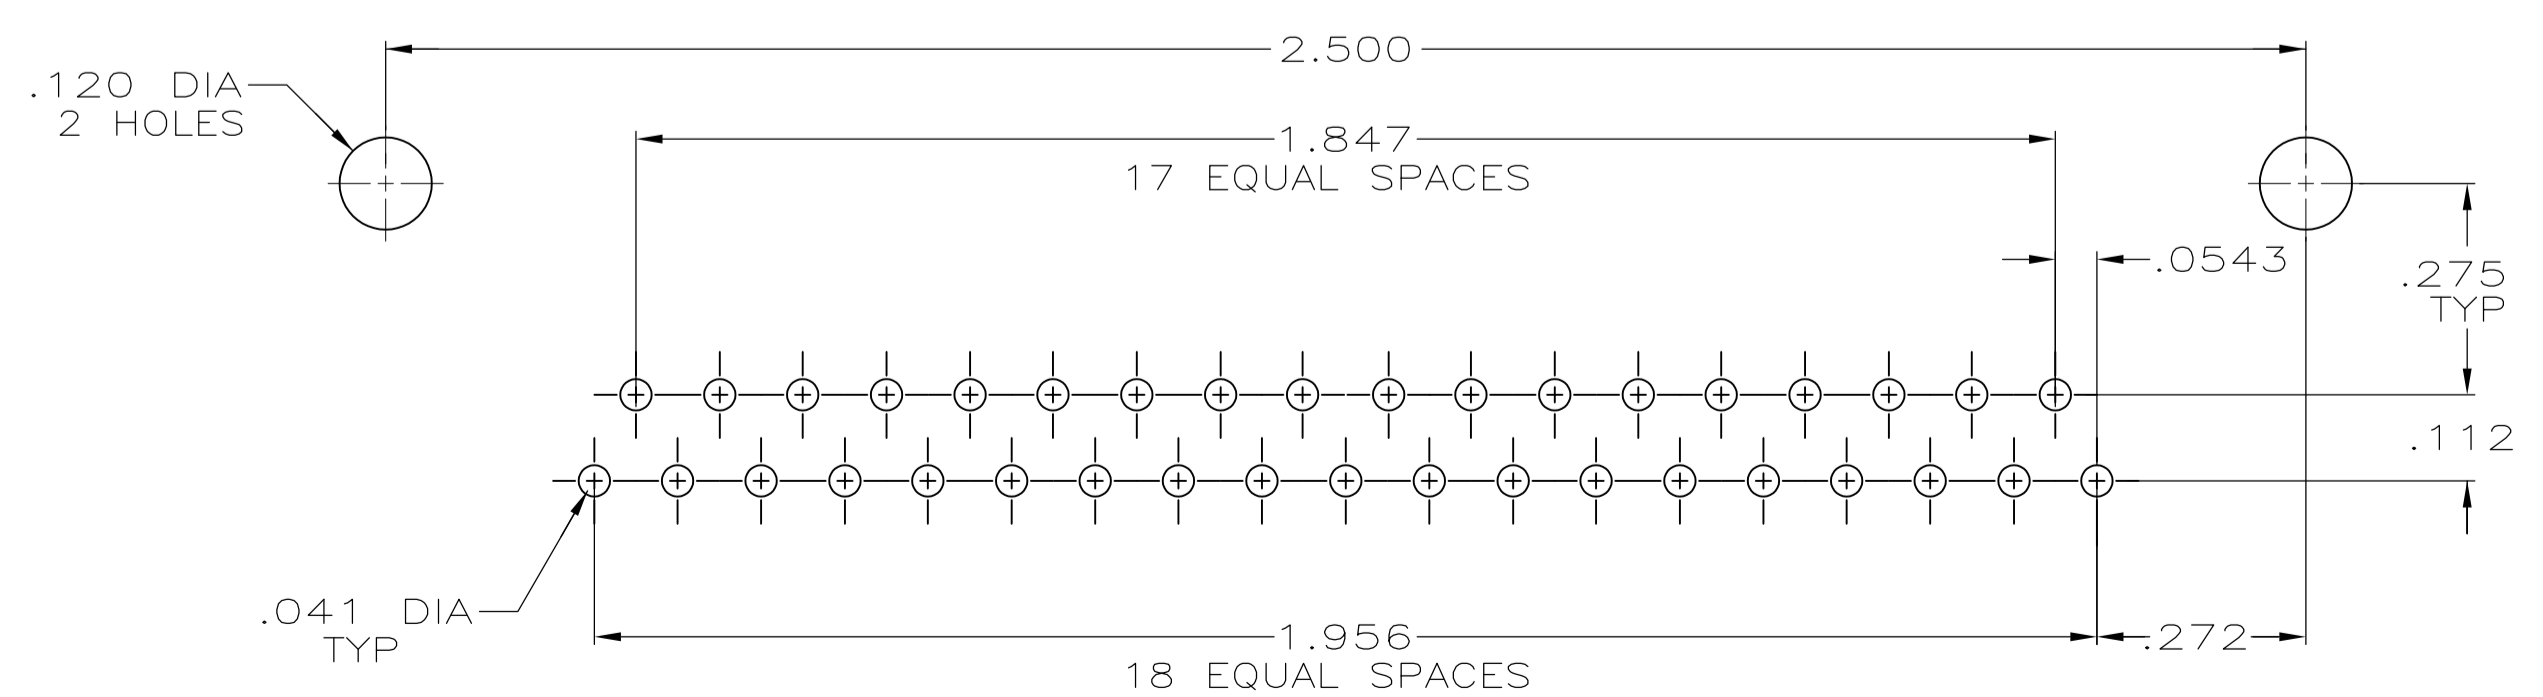 2.500
.120 DIA
2 HOLES
1.847
17 EQUAL SPACES
.0543
.275
TYP
.112
.041 DIA
TYP
1.956
18 EQUAL SPACES
.272